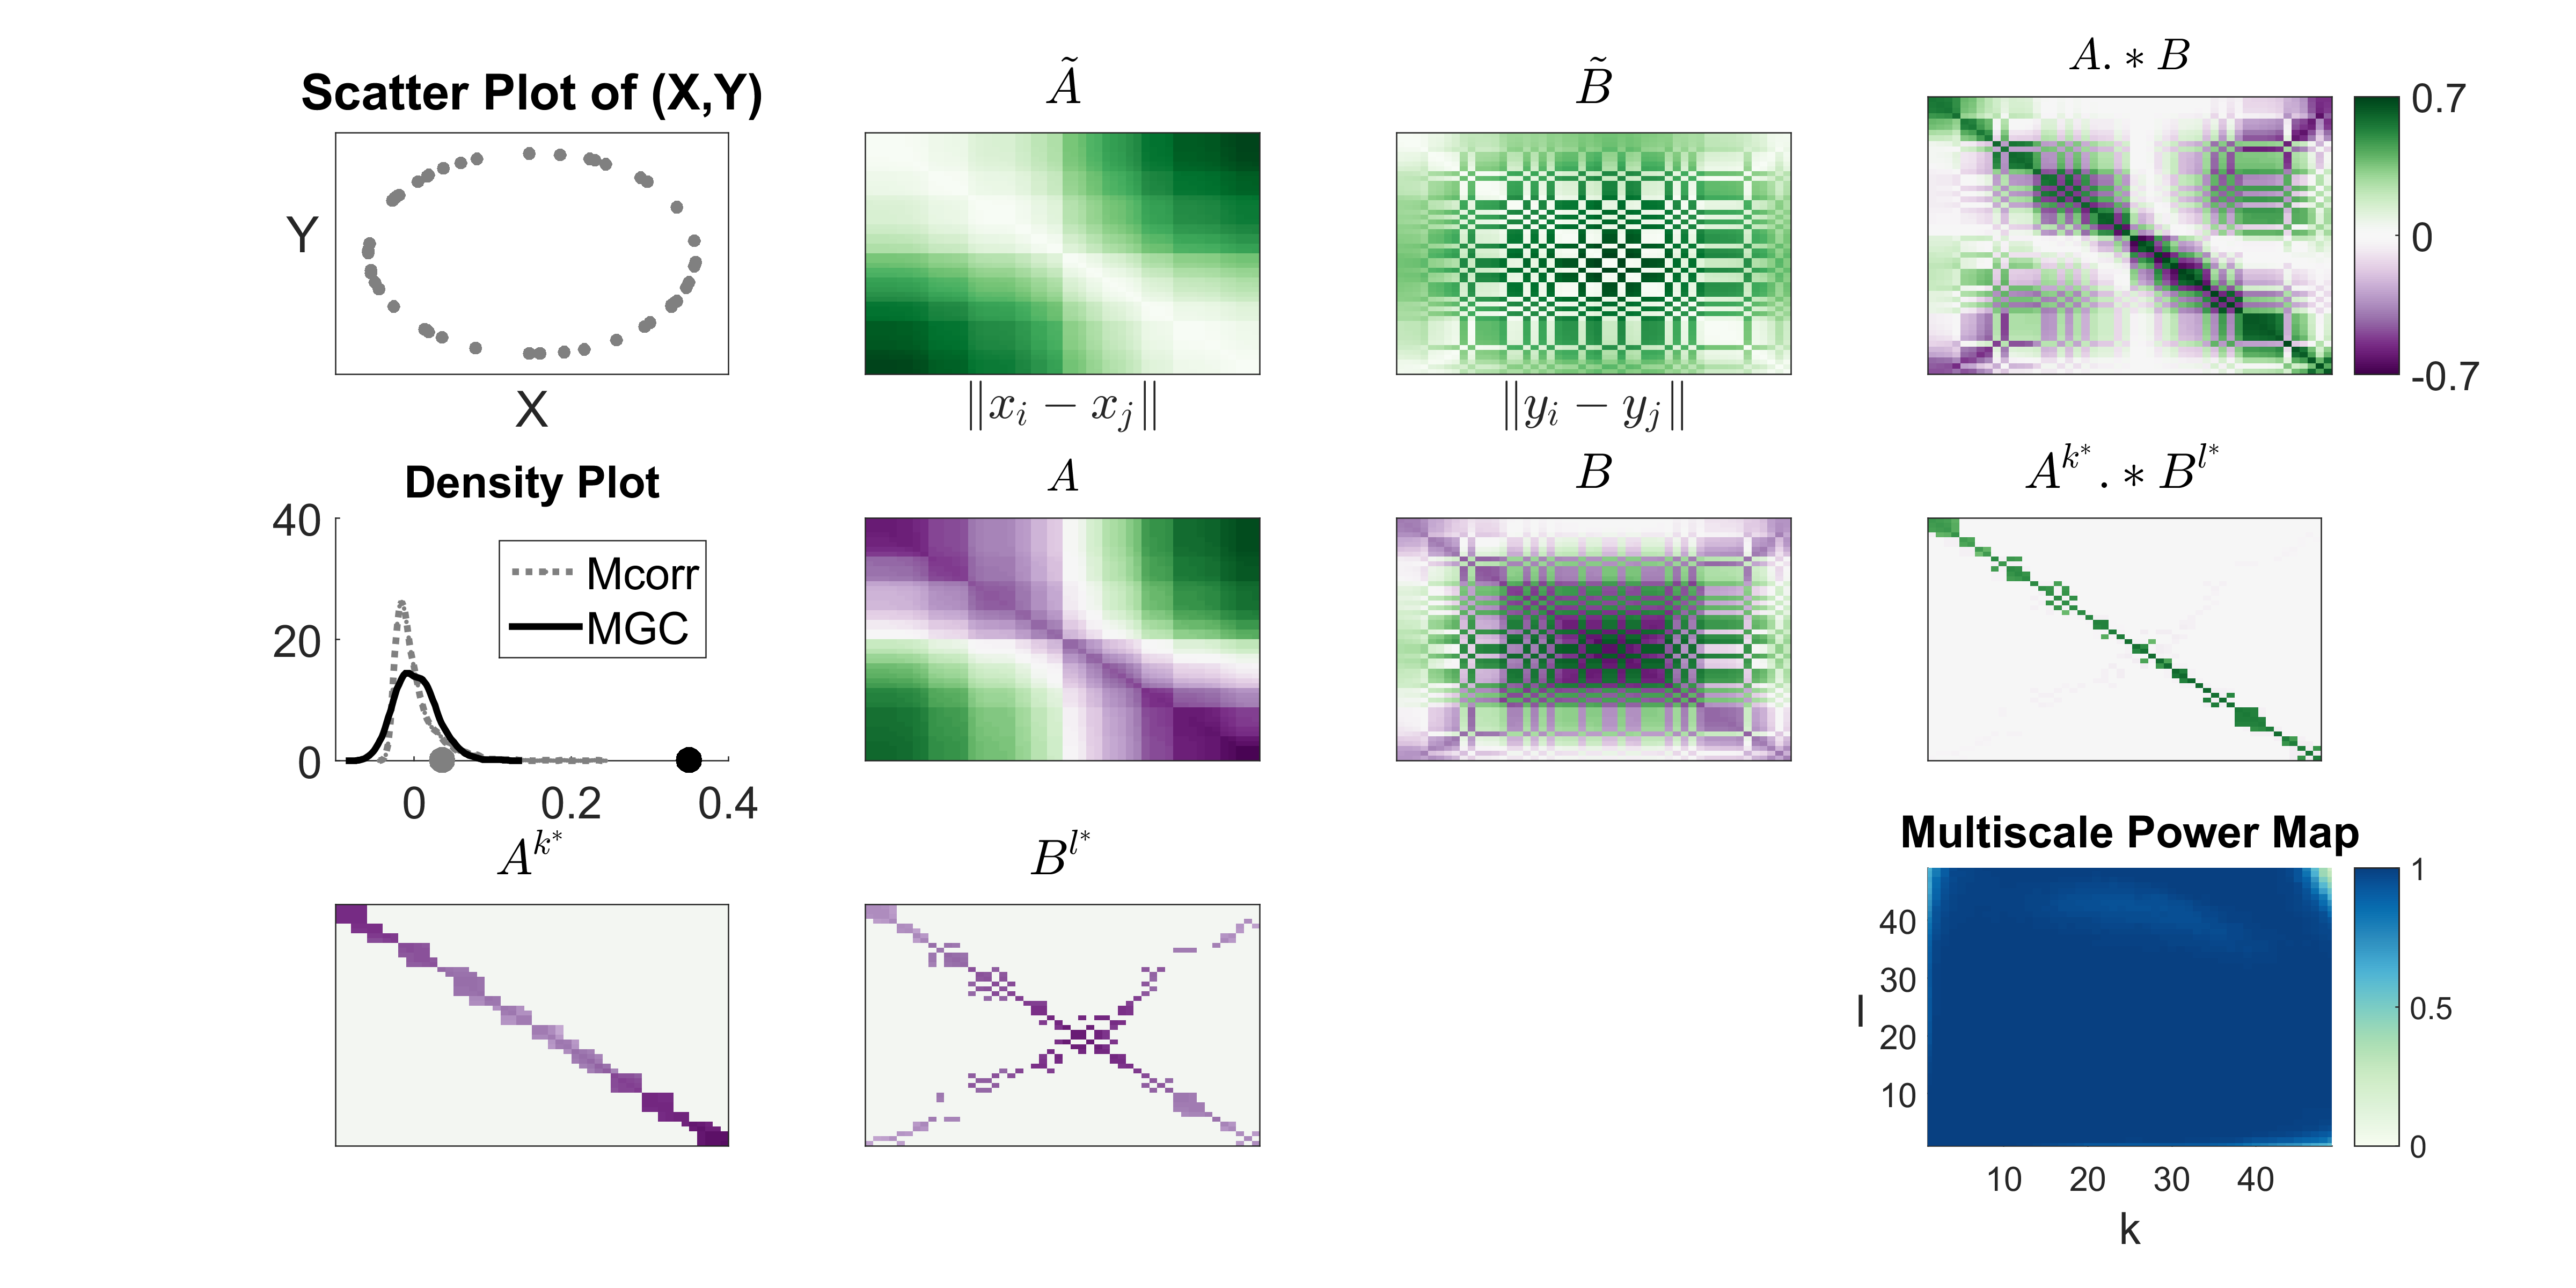 Scatter Plot of (X,Y)
Y
X
Ã
||x_i − x_j||
B̃
||y_i − y_j||
A. ∗ B
0.7
0
-0.7
Density Plot
40
20
0
0 0.2 0.4
Mcorr
MGC
A
B
A^{k*} . ∗ B^{l*}
A^{k*}
B^{l*}
Multiscale Power Map
40
30
20
10
l
10 20 30 40
k
1
0.5
0